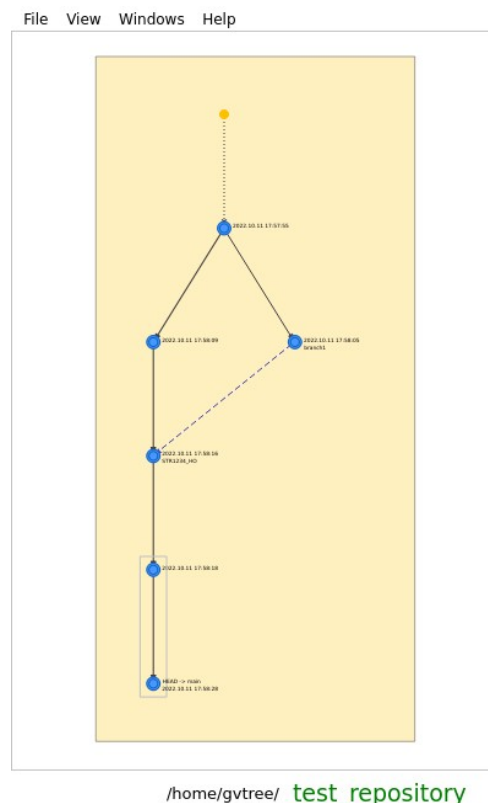 File View Windows Help
2022.10.11 17:57:55
2022.10.11 17:58:09
2022.10.11 17:58:05
branch1
2022.10.11 17:58:16
STR1234_HO
2022.10.11 17:58:18
HEAD -> main
2022.10.11 17:58:28
/home/gvtree/ test_repository